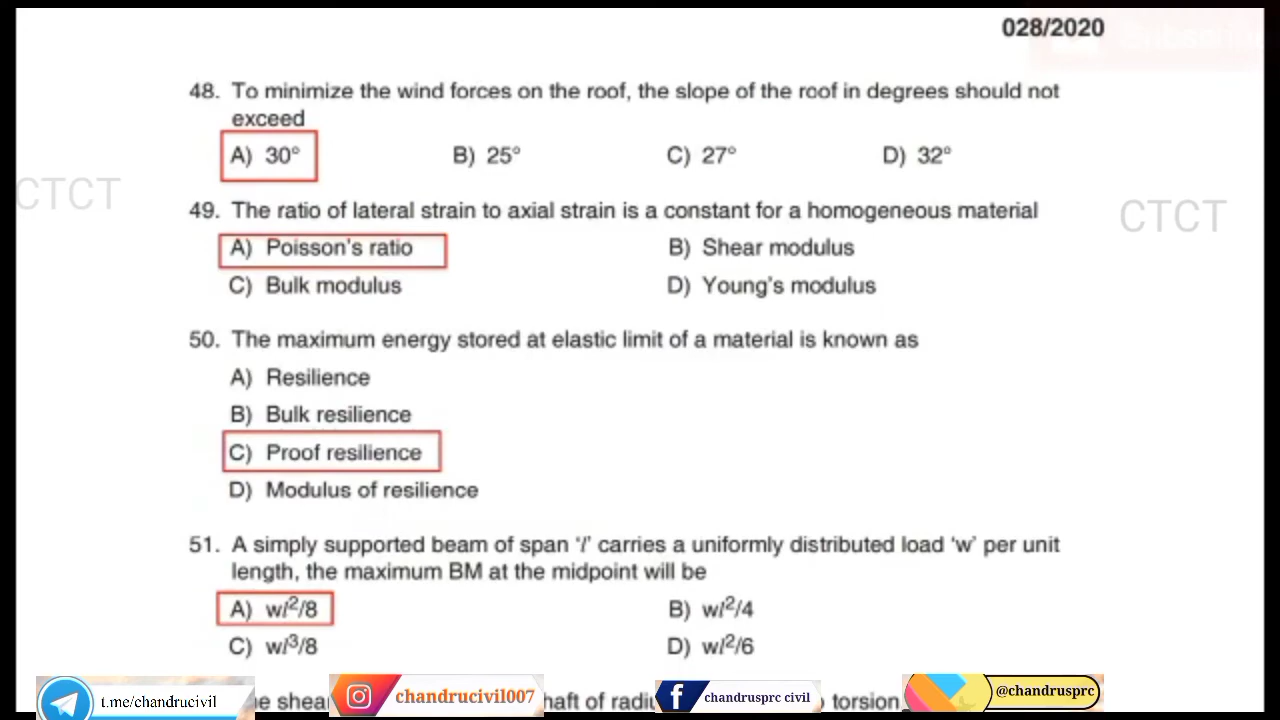 028/2020
48. To minimize the wind forces on the roof, the slope of the roof in degrees should not
exceed
A) 30° B) 25° C) 27° D) 32°
CTCT
CTCT
49. The ratio of lateral strain to axial strain is a constant for a homogeneous material
A) Poisson's ratio B) Shear modulus
C) Bulk modulus D) Young's modulus
50. The maximum energy stored at elastic limit of a material is known as
A) Resilience
B) Bulk resilience
C) Proof resilience
D) Modulus of resilience
51. A simply supported beam of span 'l' carries a uniformly distributed load 'w' per unit
length, the maximum BM at the midpoint will be
A) wl²/8 B) wl²/4
C) wl³/8 D) wl²/6
haft of torsion
t.me/chandrucivil chandrucivil007 chandrusprc civil @chandrusprc